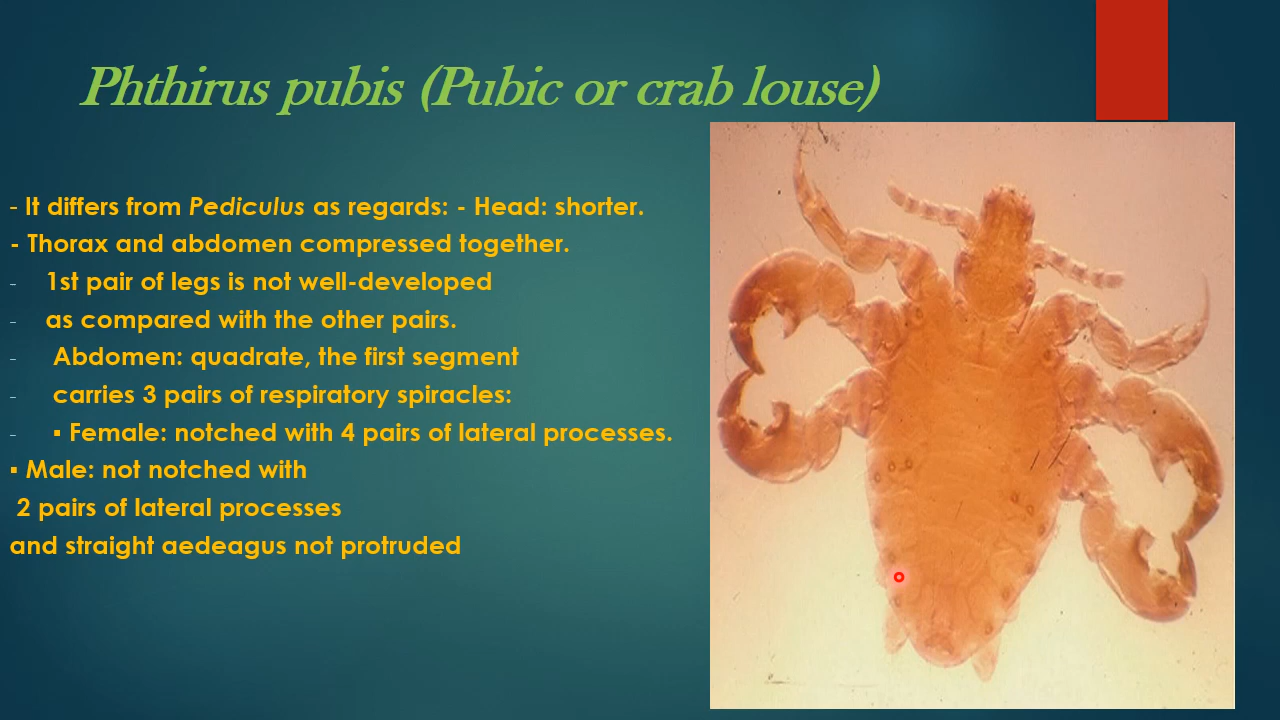 Phthirus pubis (Pubic or crab louse)
- It differs from Pediculus as regards: - Head: shorter.
- Thorax and abdomen compressed together.
- 1st pair of legs is not well-developed
- as compared with the other pairs.
- Abdomen: quadrate, the first segment
- carries 3 pairs of respiratory spiracles:
- ▪ Female: notched with 4 pairs of lateral processes.
▪ Male: not notched with
2 pairs of lateral processes
and straight aedeagus not protruded